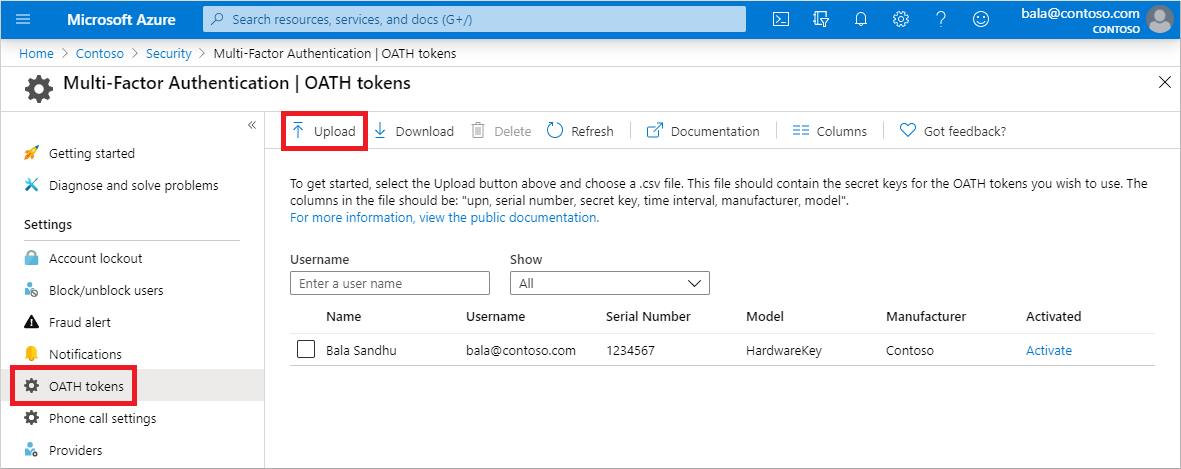 Microsoft Azure
Search resources, services, and docs (G+/)
bala@contoso.com
CONTOSO
Home > Contoso > Security > Multi-Factor Authentication | OATH tokens
Multi-Factor Authentication | OATH tokens
Getting started
Diagnose and solve problems
Settings
Account lockout
Block/unblock users
Fraud alert
Notifications
OATH tokens
Phone call settings
Providers
Upload Download Delete Refresh Documentation Columns Got feedback?
To get started, select the Upload button above and choose a .csv file. This file should contain the secret keys for the OATH tokens you wish to use. The
columns in the file should be: "upn, serial number, secret key, time interval, manufacturer, model".
For more information, view the public documentation.
Username Show
Enter a user name All
Name Username Serial Number Model Manufacturer Activated
Bala Sandhu bala@contoso.com 1234567 HardwareKey Contoso Activate